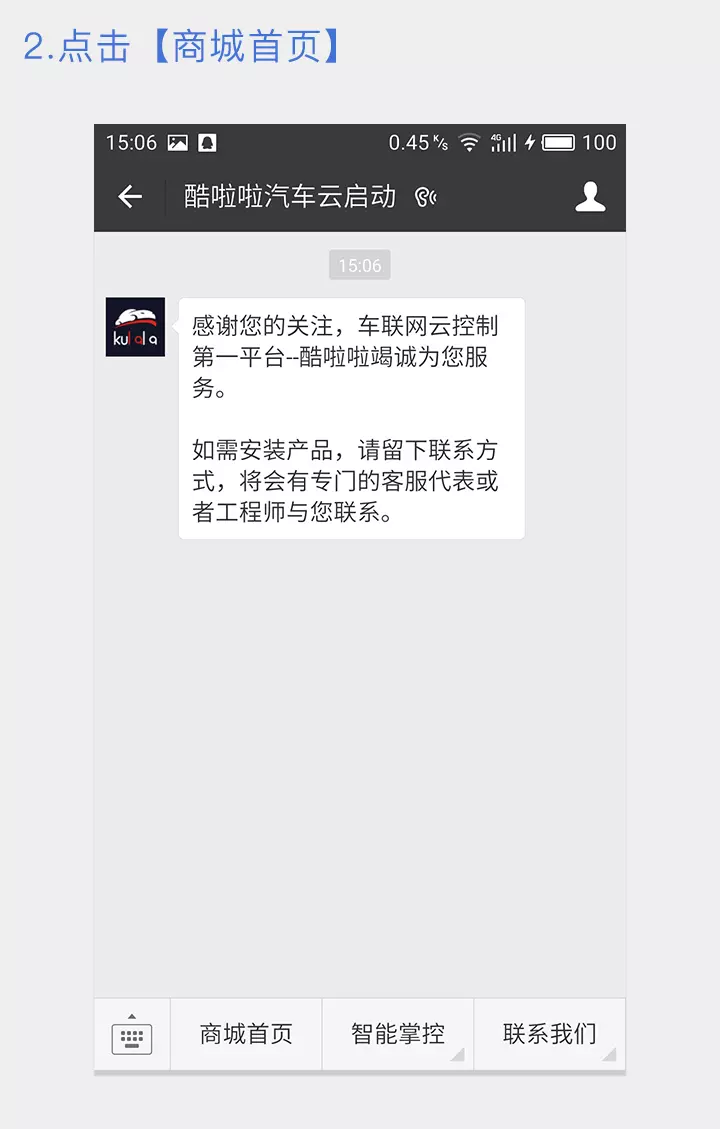 2.点击【商城首页】
15:06 0.45 K/s 4G 100
酷啦啦汽车云启动
15:06
kulala
感谢您的关注，车联网云控制
第一平台--酷啦啦竭诚为您服
务。
如需安装产品，请留下联系方
式，将会有专门的客服代表或
者工程师与您联系。
商城首页 智能掌控 联系我们